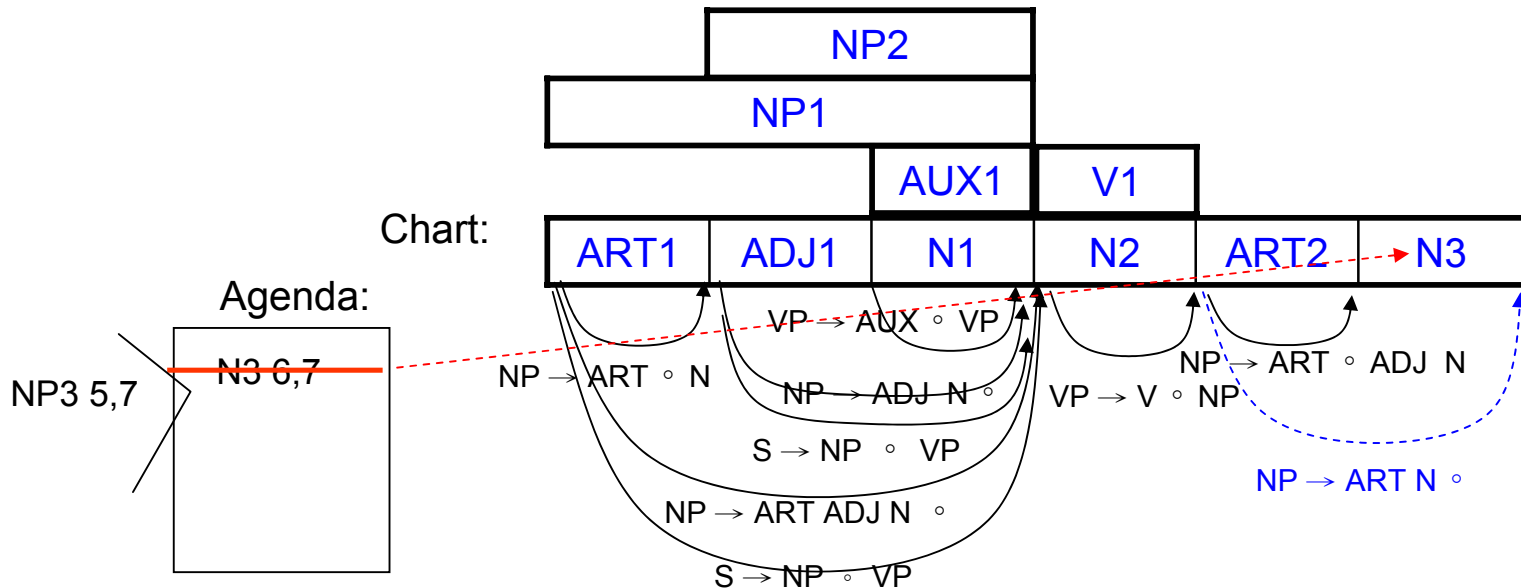 NP2
NP1
AUX1 V1
Chart:
ART1 ADJ1 N1 N2 ART2 N3
Agenda:
VP → AUX ∘ VP
N3 6,7
NP → ART ∘ N
NP → ART ∘ ADJ N
NP3 5,7
NP → ADJ N ∘
VP → V ∘ NP
S → NP ∘ VP
NP → ART N ∘
NP → ART ADJ N ∘
S → NP ∘ VP